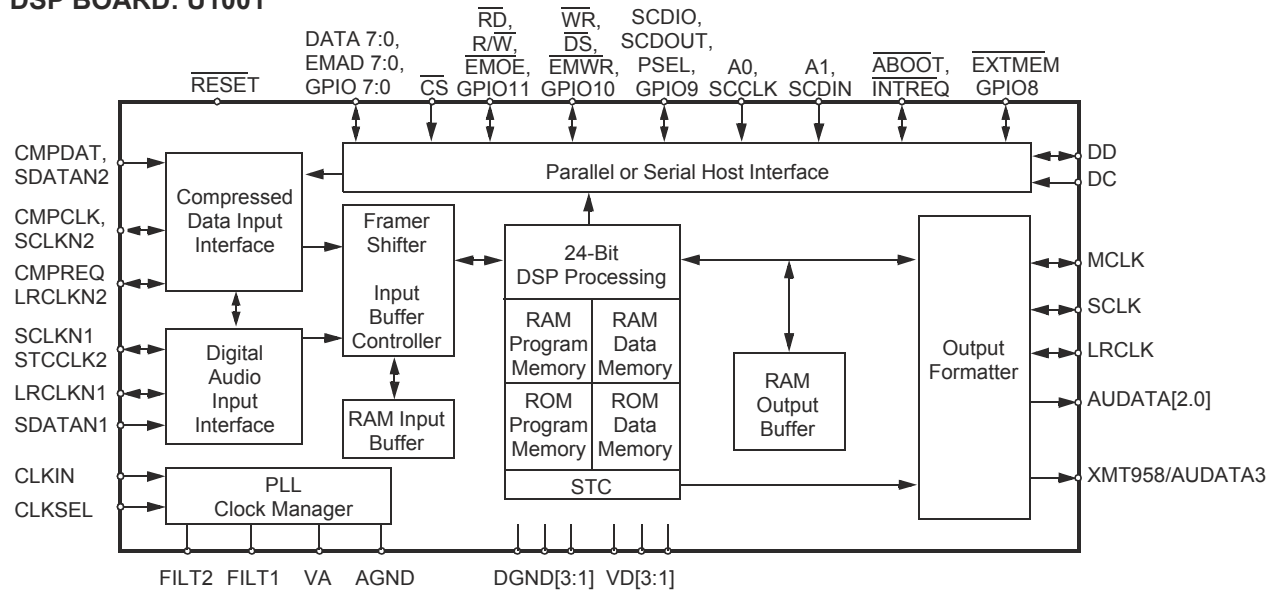 DSP BOARD: U1001
RD, WR, SCDIO,
DATA 7:0, R/W, DS, SCDOUT,
EMAD 7:0, EMOE, EMWR, PSEL, A0, A1, ABOOT, EXTMEM
RESET GPIO 7:0 CS GPIO11 GPIO10 GPIO9 SCCLK SCDIN INTREQ GPIO8
CMPDAT,
SDATAN2
CMPCLK,
SCLKN2
CMPREQ
LRCLKN2
SCLKN1
STCCLK2
LRCLKN1
SDATAN1
CLKIN
CLKSEL
Compressed
Data Input
Interface
Digital
Audio
Input
Interface
PLL
Clock Manager
Parallel or Serial Host Interface
Framer
Shifter
Input
Buffer
Controller
RAM Input
Buffer
24-Bit
DSP Processing
RAM
Program
Memory
RAM
Data
Memory
ROM
Program
Memory
ROM
Data
Memory
STC
RAM
Output
Buffer
Output
Formatter
DD
DC
MCLK
SCLK
LRCLK
AUDATA[2.0]
XMT958/AUDATA3
FILT2 FILT1 VA AGND DGND[3:1] VD[3:1]